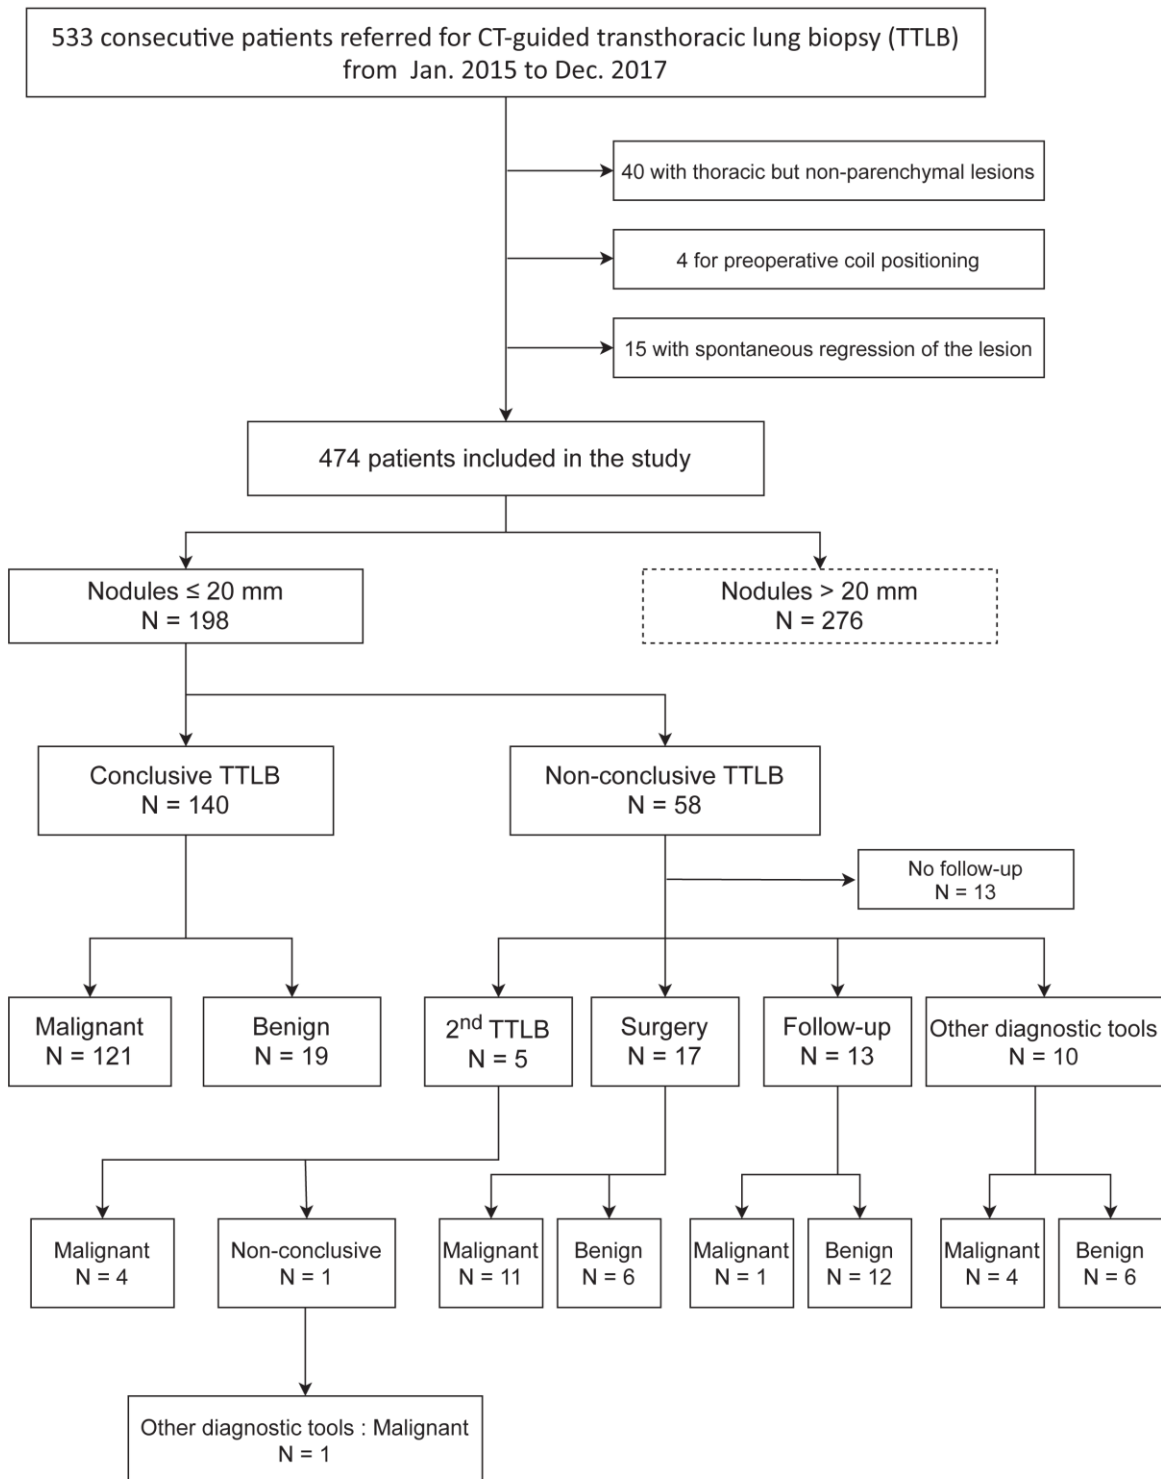 533 consecutive patients referred for CT-guided transthoracic lung biopsy (TTLB)
from Jan. 2015 to Dec. 2017
40 with thoracic but non-parenchymal lesions
4 for preoperative coil positioning
15 with spontaneous regression of the lesion
474 patients included in the study
Nodules ≤ 20 mm
N = 198
Nodules > 20 mm
N = 276
Conclusive TTLB
N = 140
Non-conclusive TTLB
N = 58
No follow-up
N = 13
Malignant
N = 121
Benign
N = 19
2nd TTLB
N = 5
Surgery
N = 17
Follow-up
N = 13
Other diagnostic tools
N = 10
Malignant
N = 4
Non-conclusive
N = 1
Malignant
N = 11
Benign
N = 6
Malignant
N = 1
Benign
N = 12
Malignant
N = 4
Benign
N = 6
Other diagnostic tools : Malignant
N = 1